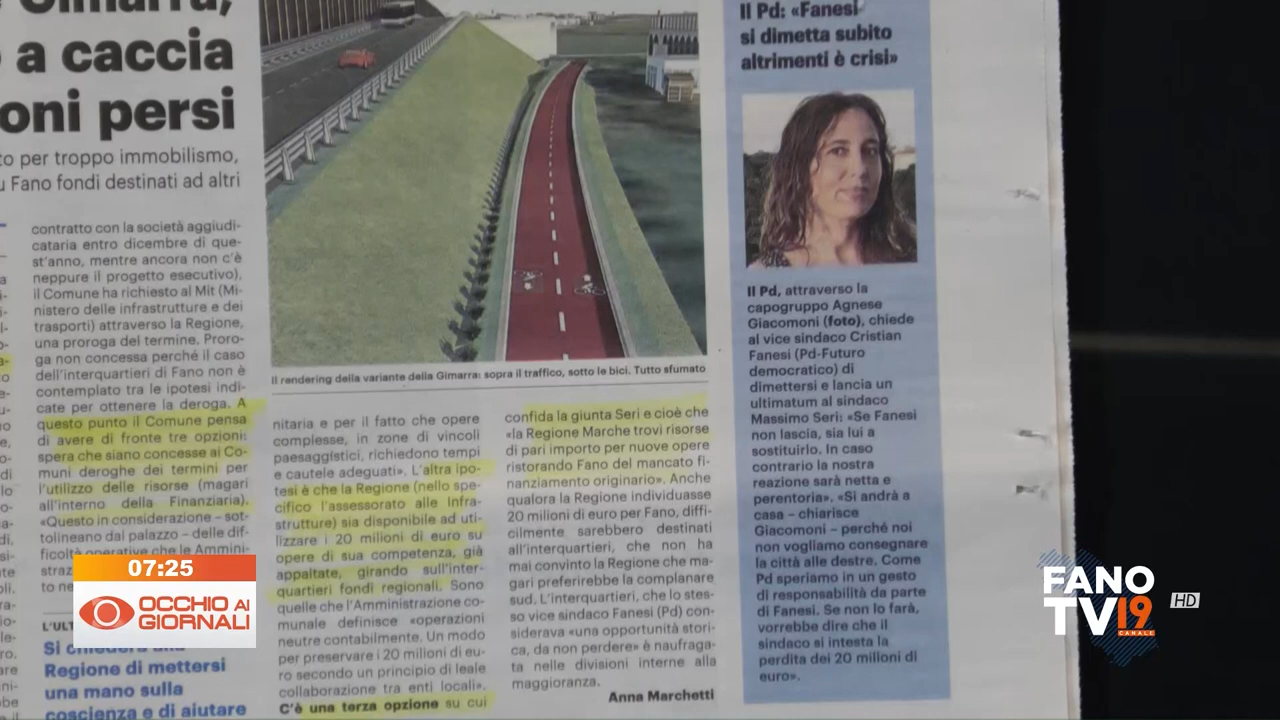 Gimarra,
a caccia
oni persi
to per troppo immobilismo,
u Fano fondi destinati ad altri
contratto con la società aggiudi-
cataria entro dicembre di que-
st'anno, mentre ancora non c'è
neppure il progetto esecutivo),
il Comune ha richiesto al Mit (Mi-
nistero delle infrastrutture e dei
trasporti) attraverso la Regione,
una proroga del termine. Proro-
ga non concessa perché il caso
dell'interquartieri di Fano non è
contemplato tra le ipotesi indi-
cate per ottenere la deroga. A
questo punto il Comune pensa
di avere di fronte tre opzioni:
spera che siano concesse ai Co-
muni deroghe dei termini per
l'utilizzo delle risorse (magari
all'interno della Finanziaria).
«Questo in considerazione – sot-
tolineano dal palazzo – delle dif-
ficoltà operative che le Ammini-
straz
to ne
L'UL
Si
Regione di mettersi
una mano sulla
coscienza e di aiutare
Il rendering della variante della Gimarra: sopra il traffico, sotto le bici. Tutto sfumato
nitaria e per il fatto che opere
complesse, in zone di vincoli
paesaggistici, richiedono tempi
e cautele adeguati». L'altra ipo-
tesi è che la Regione (nello spe-
cifico l'assessorato alle Infra-
strutture) sia disponibile ad uti-
lizzare i 20 milioni di euro su
opere di sua competenza, già
appaltate, girando sull'inter-
quartieri fondi regionali. Sono
quelle che l'Amministrazione co-
munale definisce «operazioni
neutre contabilmente. Un modo
per preservare i 20 milioni di eu-
ro secondo un principio di leale
collaborazione tra enti locali».
C'è una terza opzione su cui
confida la giunta Seri e cioè che
«la Regione Marche trovi risorse
di pari importo per nuove opere
ristorando Fano del mancato fi-
nanziamento originario». Anche
qualora la Regione individuasse
20 milioni di euro per Fano, diffi-
cilmente sarebbero destinati
all'interquartieri, che non ha
mai convinto la Regione che ma-
gari preferirebbe la complanare
sud. L'interquartieri, che lo stes-
so vice sindaco Fanesi (Pd) con-
siderava «una opportunità stori-
ca, da non perdere» è naufraga-
ta nelle divisioni interne alla
maggioranza.
Anna Marchetti
Il Pd: «Fanesi
si dimetta subito
altrimenti è crisi»
Il Pd, attraverso la
capogruppo Agnese
Giacomoni (foto), chiede
al vice sindaco Cristian
Fanesi (Pd-Futuro
democratico) di
dimettersi e lancia un
ultimatum al sindaco
Massimo Seri: «Se Fanesi
non lascia, sia lui a
sostituirlo. In caso
contrario la nostra
reazione sarà netta e
perentoria». «Si andrà a
casa – chiarisce
Giacomoni – perché noi
non vogliamo consegnare
la città alle destre. Come
Pd speriamo in un gesto
di responsabilità da parte
di Fanesi. Se non lo farà,
vorrebbe dire che il
sindaco si intesta la
perdita dei 20 milioni di
euro».
07:25
OCCHIO AI
GIORNALI
FANO
TV19
CANALE
HD